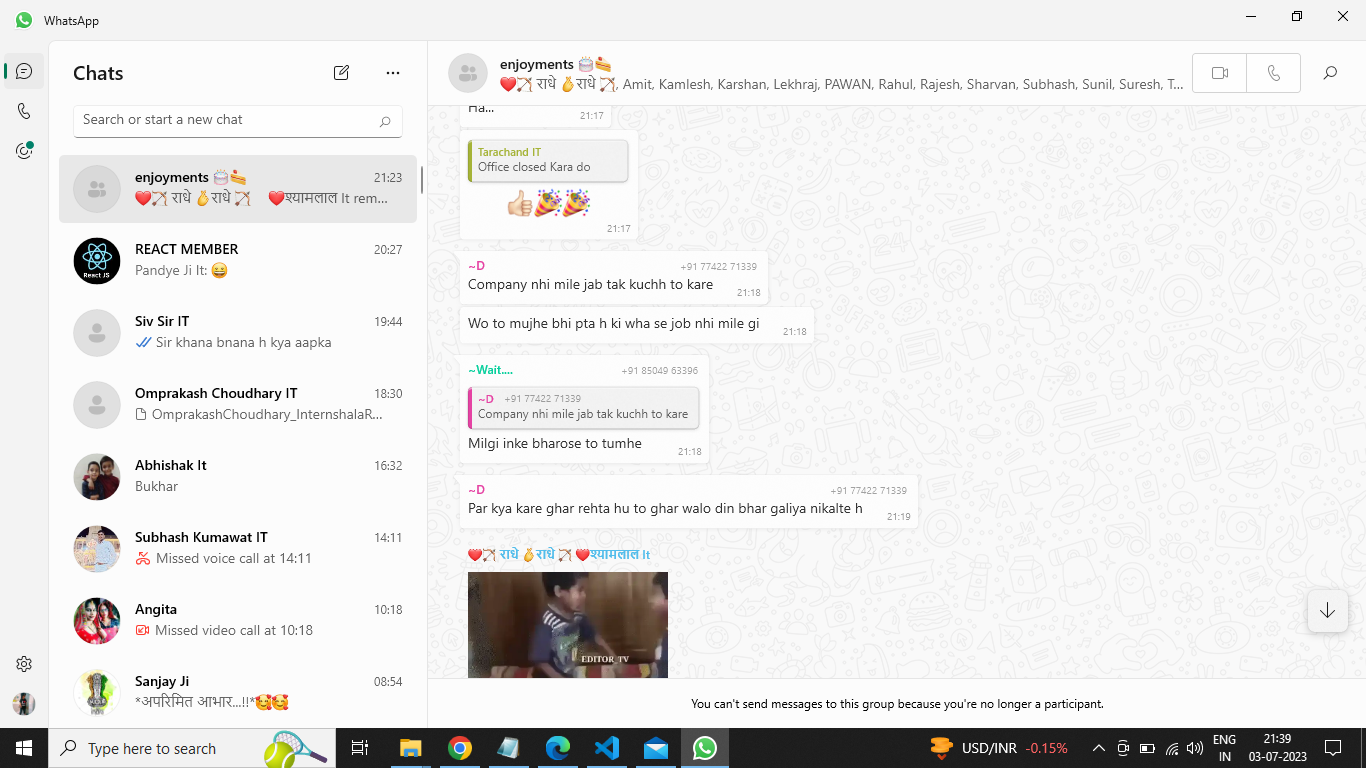 WhatsApp
Chats
Search or start a new chat
enjoyments 🎂🍰 21:23
❤️🏹 राधे 🫰राधे 🏹 ❤️श्यामलाल It rem...
REACT MEMBER 20:27
Pandye Ji It: 😂
React JS
Siv Sir IT 19:44
Sir khana bnana h kya aapka
Omprakash Choudhary IT 18:30
OmprakashChoudhary_InternshalaR...
Abhishak It 16:32
Bukhar
Subhash Kumawat IT 14:11
Missed voice call at 14:11
Angita 10:18
Missed video call at 10:18
Sanjay Ji 08:54
*अपरिमित आभार...!!*🥰🥰
enjoyments 🎂🍰
❤️🏹 राधे 🫰राधे 🏹, Amit, Kamlesh, Karshan, Lekhraj, PAWAN, Rahul, Rajesh, Sharvan, Subhash, Sunil, Suresh, T...
Ha...
21:17
Tarachand IT
Office closed Kara do
👍🏻🎉🎉
21:17
~D +91 77422 71339
Company nhi mile jab tak kuchh to kare
21:18
Wo to mujhe bhi pta h ki wha se job nhi mile gi
21:18
~Wait.... +91 85049 63396
~D +91 77422 71339
Company nhi mile jab tak kuchh to kare
Milgi inke bharose to tumhe
21:18
~D +91 77422 71339
Par kya kare ghar rehta hu to ghar walo din bhar galiya nikalte h
21:19
❤️🏹 राधे 🫰राधे 🏹 ❤️श्यामलाल It
EDITOR_TV
You can't send messages to this group because you're no longer a participant.
Type here to search
USD/INR -0.15%
ENG
IN
21:39
03-07-2023